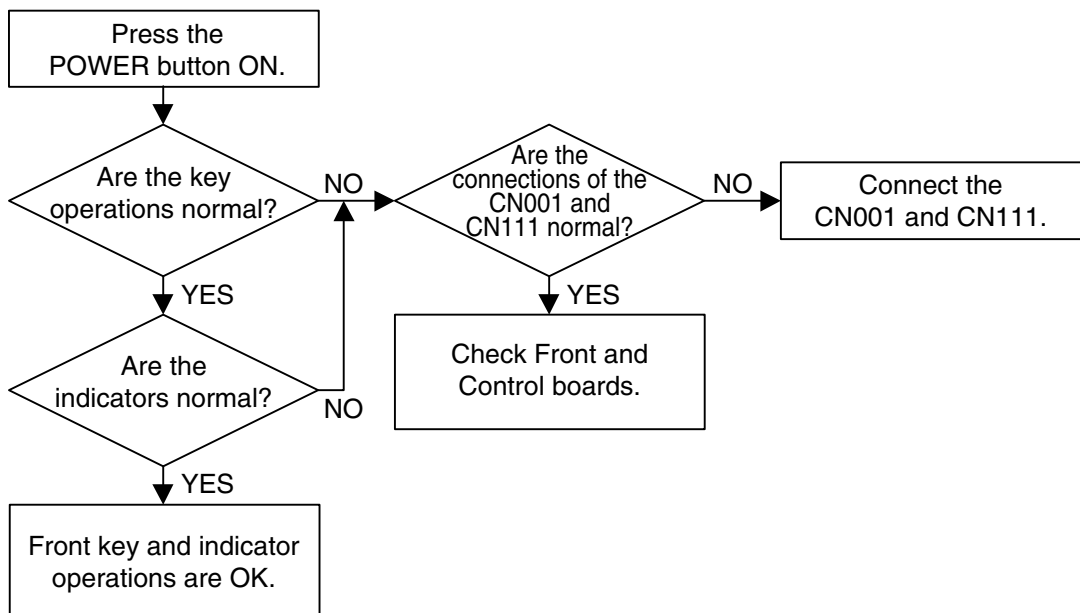 Press the
POWER button ON.
Are the key
operations normal?
NO
Are the
connections of the
CN001 and
CN111 normal?
NO
Connect the
CN001 and CN111.
YES
YES
Are the
indicators normal?
NO
Check Front and
Control boards.
YES
Front key and indicator
operations are OK.